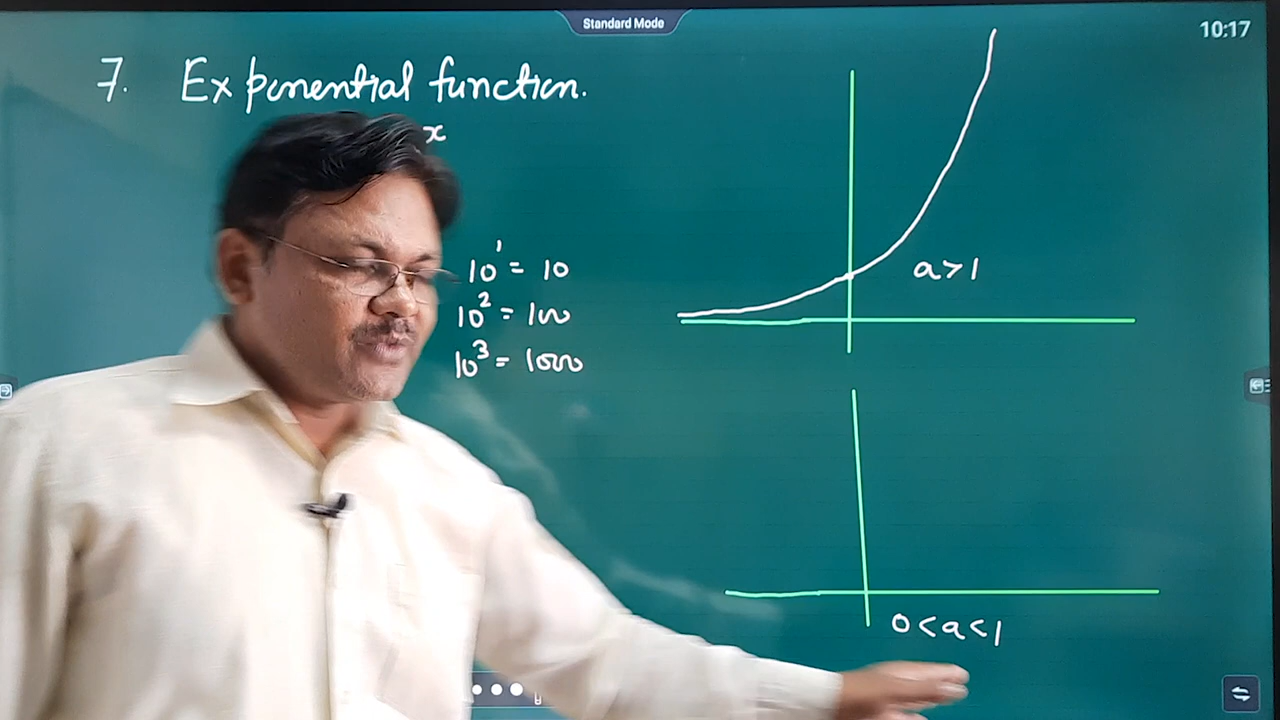 Standard Mode
10:17
7. Exponential function.
x
10¹ = 10
10² = 100
10³ = 1000
a>1
0<a<1